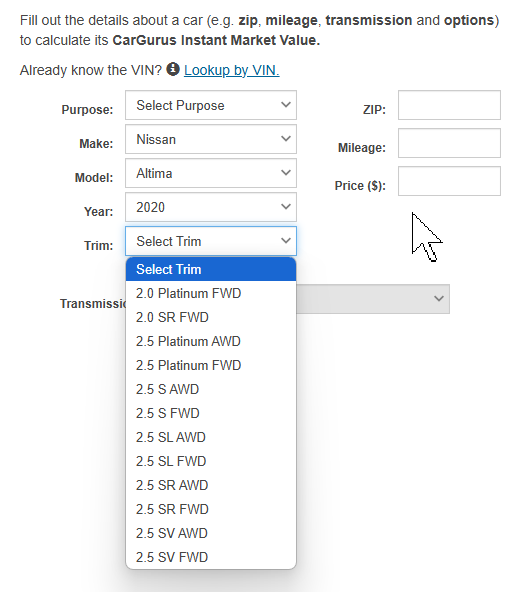 Fill out the details about a car (e.g. zip, mileage, transmission and options)
to calculate its CarGurus Instant Market Value.
Already know the VIN? Lookup by VIN.
Purpose: Select Purpose
ZIP:
Make: Nissan
Mileage:
Model: Altima
Price ($):
Year: 2020
Trim: Select Trim
Select Trim
2.0 Platinum FWD
Transmissi
2.0 SR FWD
2.5 Platinum AWD
2.5 Platinum FWD
2.5 S AWD
2.5 S FWD
2.5 SL AWD
2.5 SL FWD
2.5 SR AWD
2.5 SR FWD
2.5 SV AWD
2.5 SV FWD